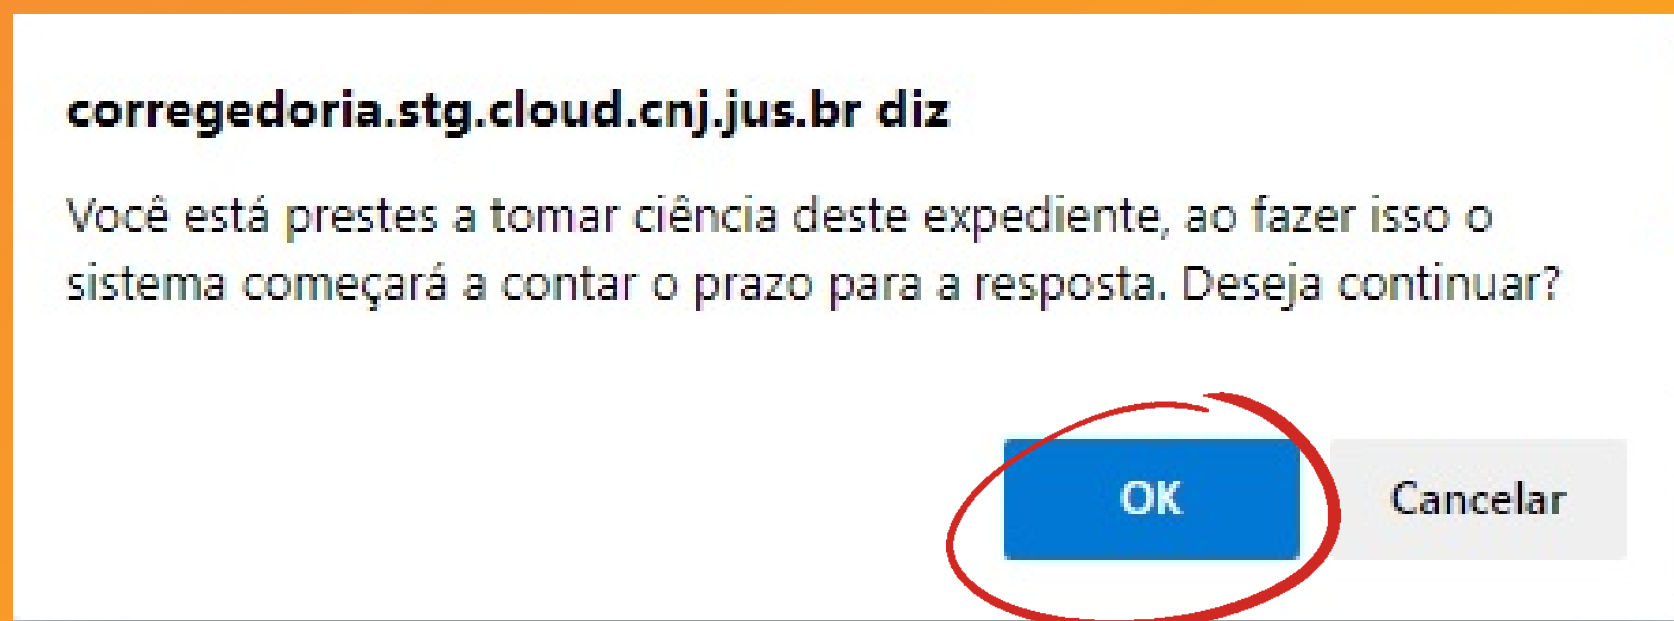 corregedoria.stg.cloud.cnj.jus.br diz
Você está prestes a tomar ciência deste expediente, ao fazer isso o
sistema começará a contar o prazo para a resposta. Deseja continuar?
OK
Cancelar